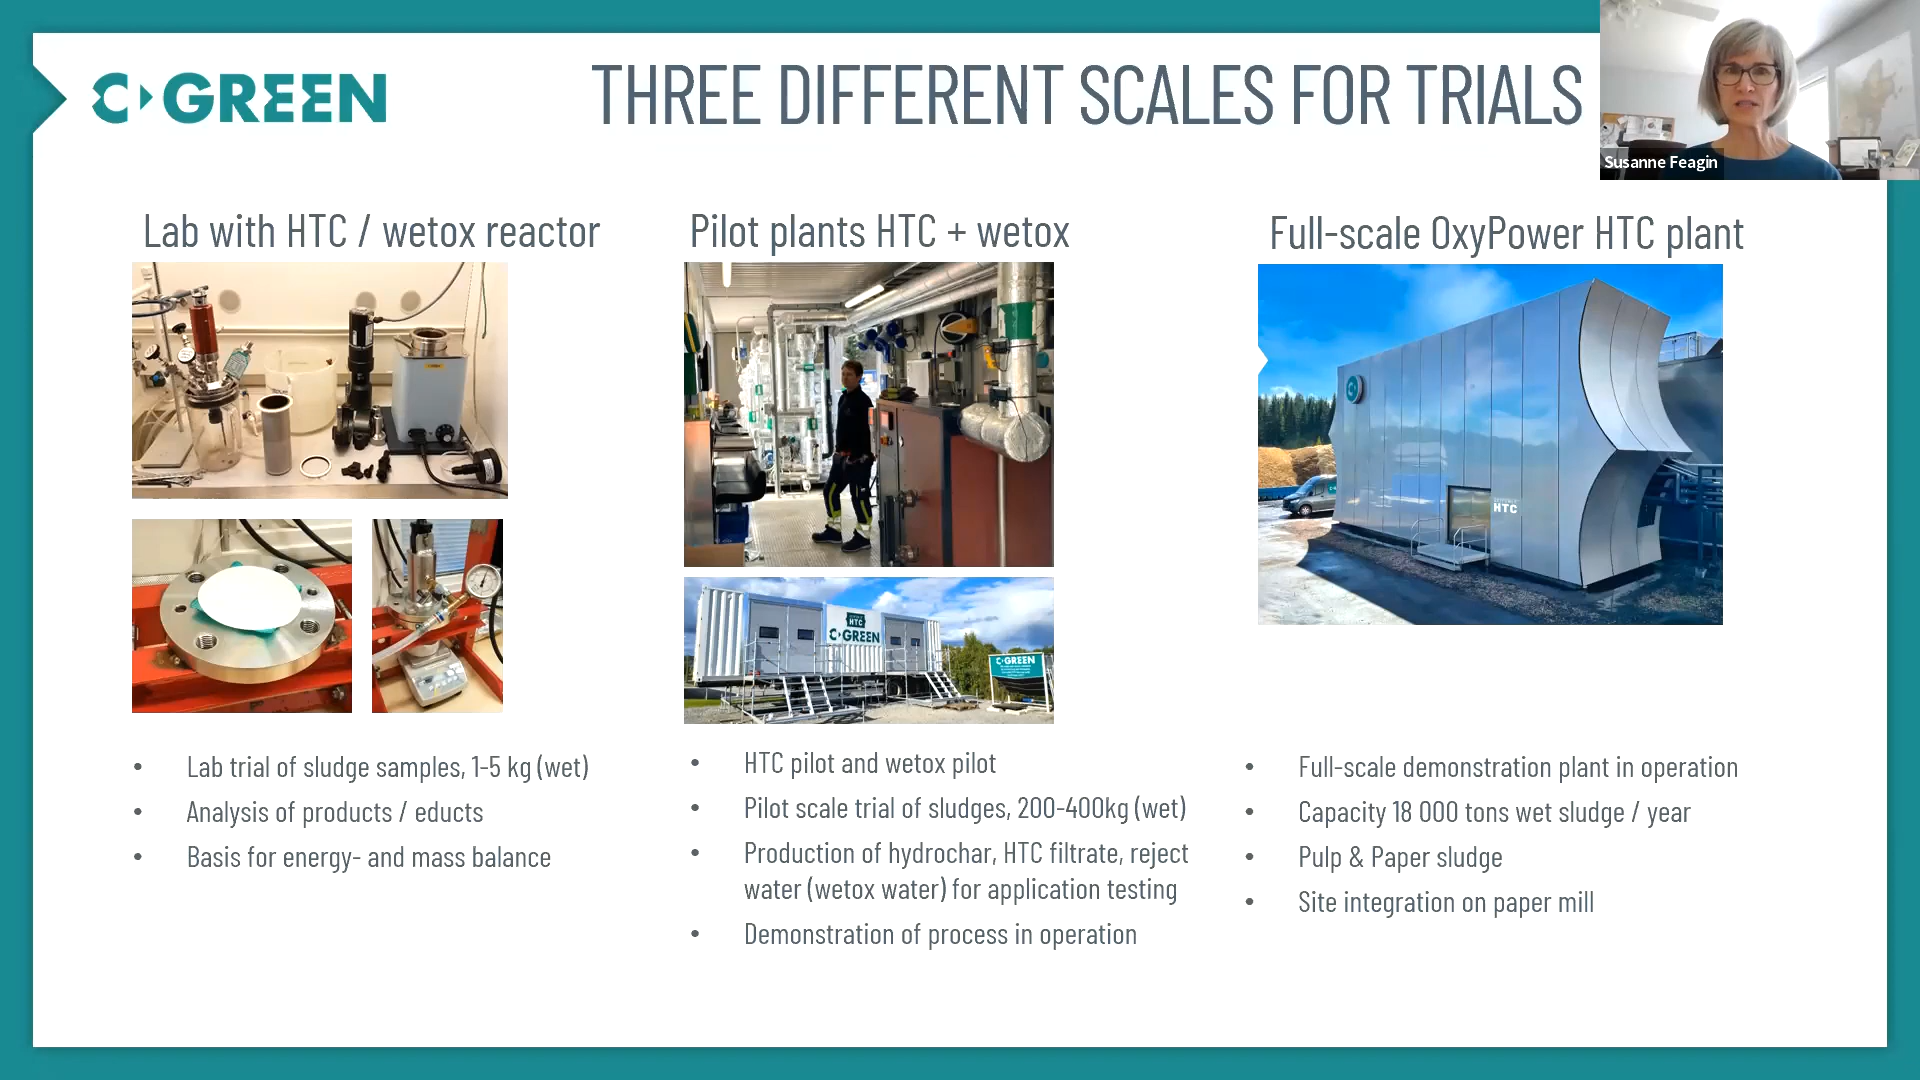 C GREEN
THREE DIFFERENT SCALES FOR TRIALS
Susanne Feagin
Lab with HTC / wetox reactor
Pilot plants HTC + wetox
Full-scale OxyPower HTC plant
HTC
HTC
C GREEN
C GREEN
• Lab trial of sludge samples, 1-5 kg (wet)
• Analysis of products / educts
• Basis for energy- and mass balance
• HTC pilot and wetox pilot
• Pilot scale trial of sludges, 200-400kg (wet)
• Production of hydrochar, HTC filtrate, reject
water (wetox water) for application testing
• Demonstration of process in operation
• Full-scale demonstration plant in operation
• Capacity 18 000 tons wet sludge / year
• Pulp & Paper sludge
• Site integration on paper mill